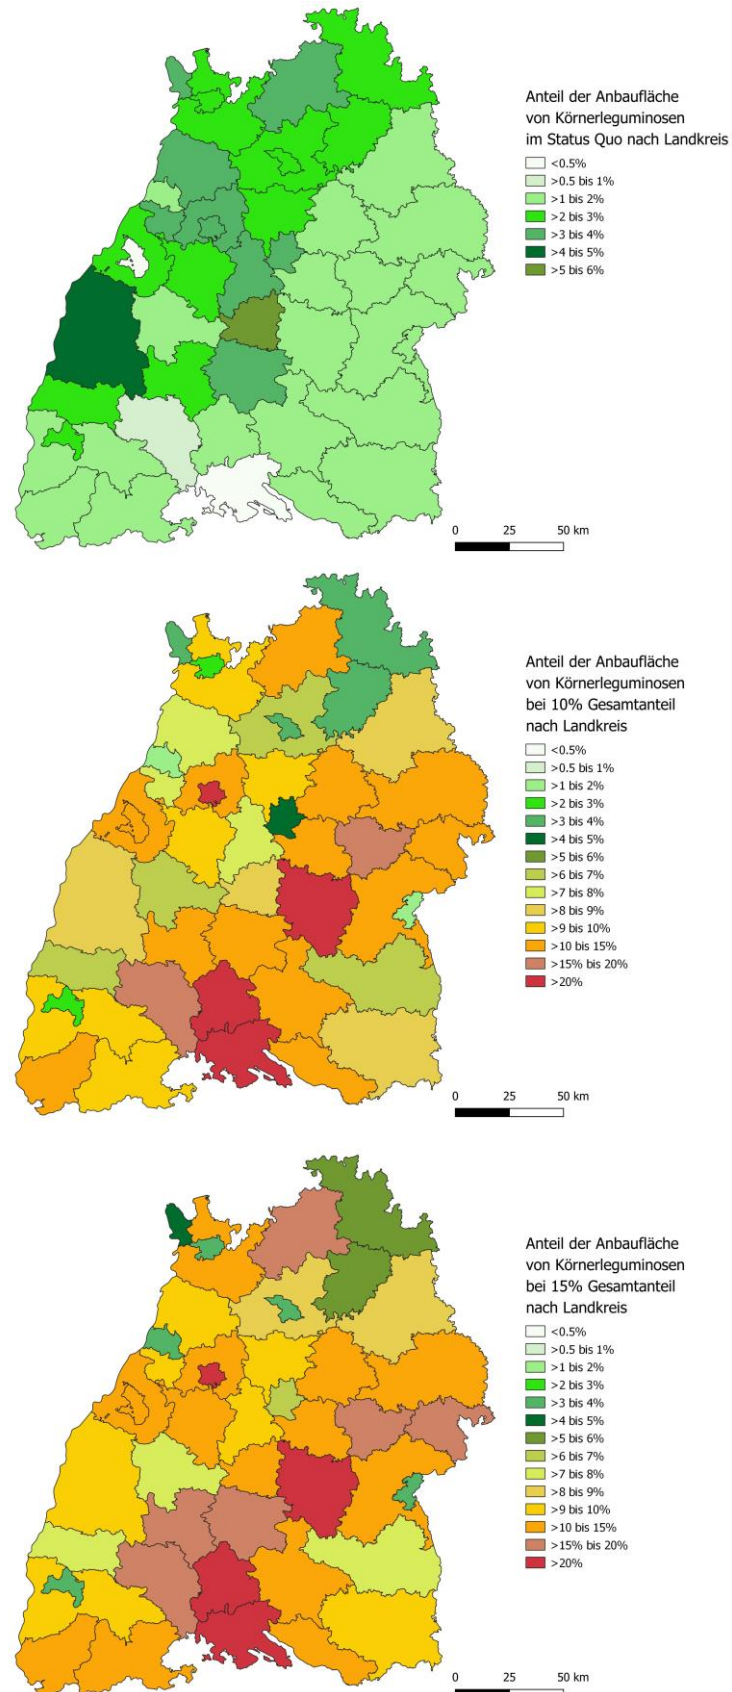 Anteil der Anbaufläche
von Körnerleguminosen
im Status Quo nach Landkreis
<0.5%
>0.5 bis 1%
>1 bis 2%
>2 bis 3%
>3 bis 4%
>4 bis 5%
>5 bis 6%
0 25 50 km
Anteil der Anbaufläche
von Körnerleguminosen
bei 10% Gesamtanteil
nach Landkreis
<0.5%
>0.5 bis 1%
>1 bis 2%
>2 bis 3%
>3 bis 4%
>4 bis 5%
>5 bis 6%
>6 bis 7%
>7 bis 8%
>8 bis 9%
>9 bis 10%
>10 bis 15%
>15% bis 20%
>20%
0 25 50 km
Anteil der Anbaufläche
von Körnerleguminosen
bei 15% Gesamtanteil
nach Landkreis
<0.5%
>0.5 bis 1%
>1 bis 2%
>2 bis 3%
>3 bis 4%
>4 bis 5%
>5 bis 6%
>6 bis 7%
>7 bis 8%
>8 bis 9%
>9 bis 10%
>10 bis 15%
>15% bis 20%
>20%
0 25 50 km